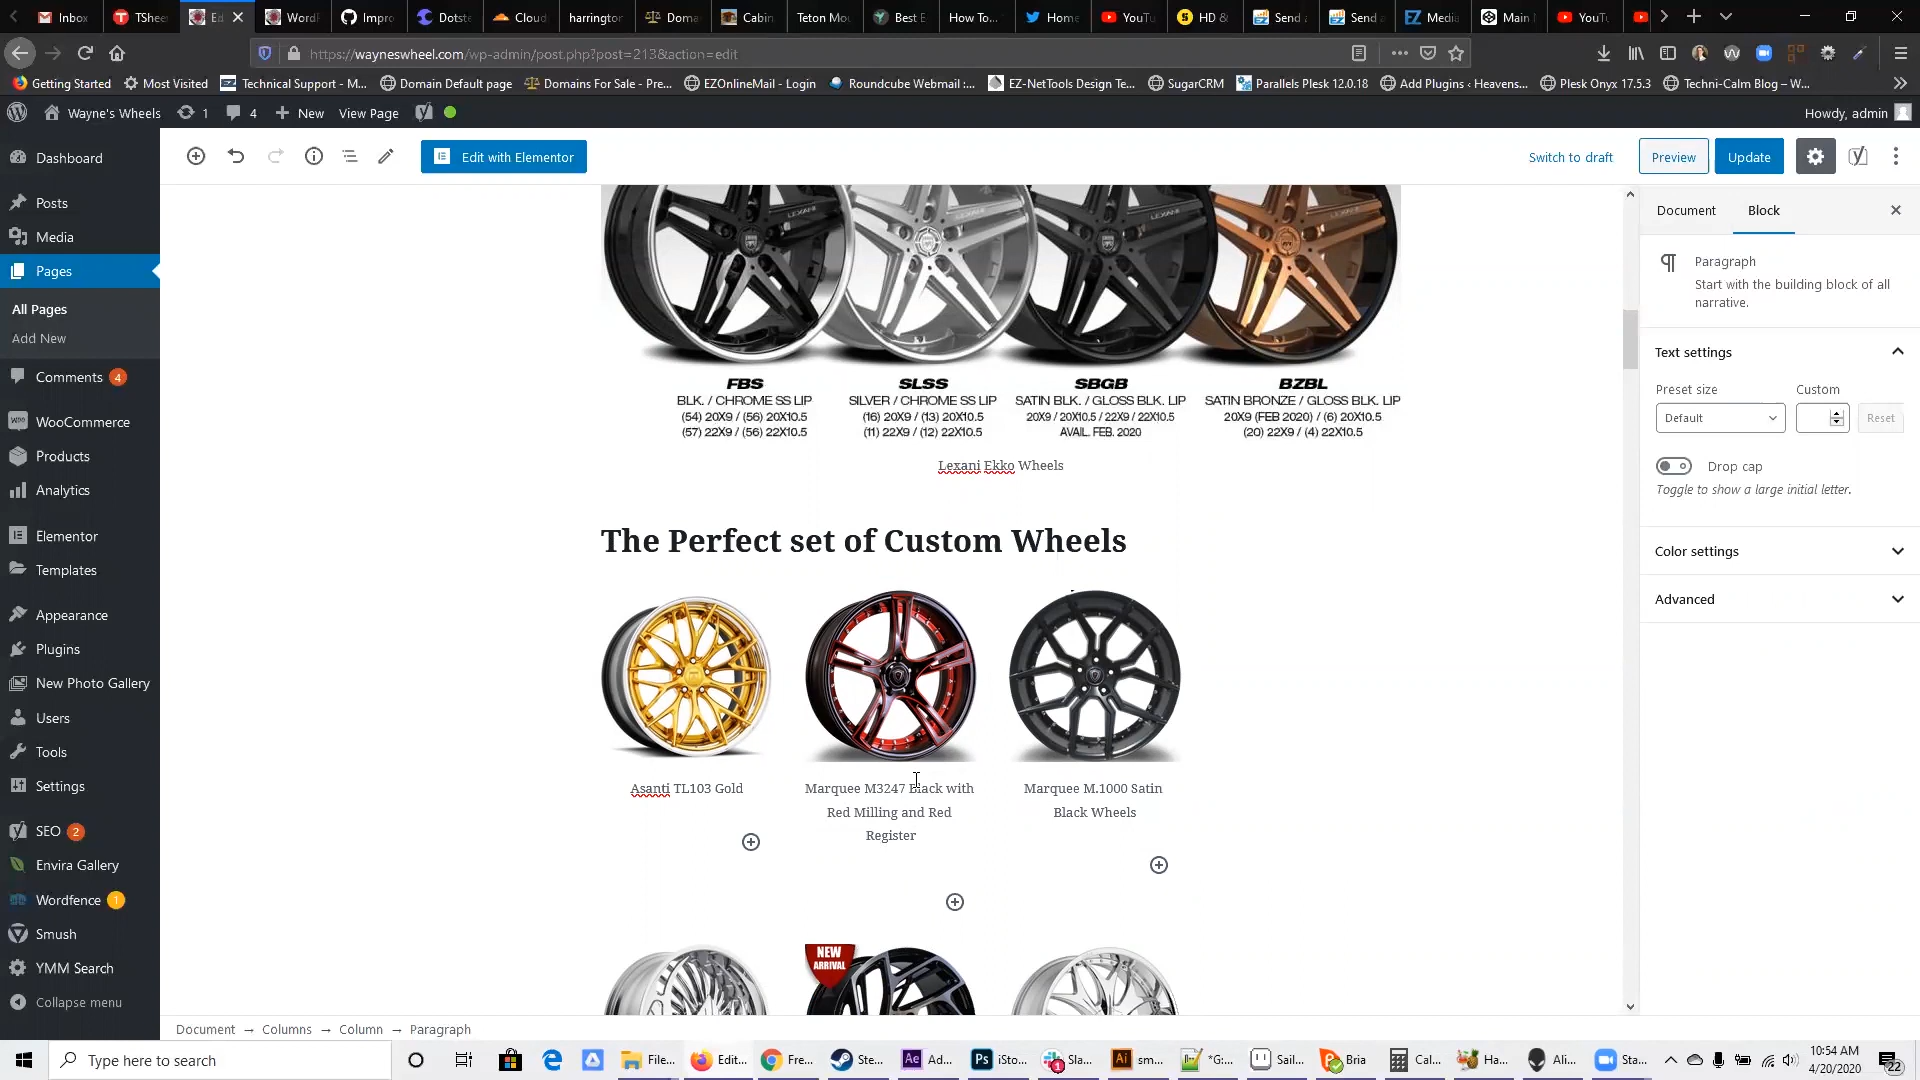 Inbox
TShee
Ed
WordP
Impro
Dotste
Cloud
harrington
Doma
Cabin
Teton Mou
Best E
How To...
Home
YouTu
HD &
Send a
Send a
Media
Main
YouTu
https://wayneswheel.com/wp-admin/post.php?post=213&action=edit
Getting Started
Most Visited
Technical Support - M...
Domain Default page
Domains For Sale - Pre...
EZOnlineMail - Login
Roundcube Webmail :...
EZ-NetTools Design Te...
SugarCRM
Parallels Plesk 12.0.18
Add Plugins ‹ Heavens...
Plesk Onyx 17.5.3
Techni-Calm Blog – W...
Wayne's Wheels
1
4
New
View Page
Howdy, admin
Dashboard
Posts
Media
Pages
All Pages
Add New
Comments 4
WooCommerce
Products
Analytics
Elementor
Templates
Appearance
Plugins
New Photo Gallery
Users
Tools
Settings
SEO 2
Envira Gallery
Wordfence 1
Smush
YMM Search
Collapse menu
Edit with Elementor
Switch to draft
Preview
Update
LEXANI
LEXANI
FBS
BLK. / CHROME SS LIP
(54) 20X9 / (56) 20X10.5
(57) 22X9 / (56) 22X10.5
SLSS
SILVER / CHROME SS LIP
(16) 20X9 / (13) 20X10.5
(11) 22X9 / (12) 22X10.5
SBGB
SATIN BLK. / GLOSS BLK. LIP
20X9 / 20X10.5 / 22X9 / 22X10.5
AVAIL. FEB. 2020
BZBL
SATIN BRONZE / GLOSS BLK. LIP
20X9 (FEB 2020) / (6) 20X10.5
(20) 22X9 / (4) 22X10.5
Lexani Ekko Wheels
The Perfect set of Custom Wheels
Asanti TL103 Gold
Marquee M3247 Black with
Red Milling and Red
Register
Marquee M.1000 Satin
Black Wheels
NEW
ARRIVAL
Document
Block
Paragraph
Start with the building block of all
narrative.
Text settings
Preset size
Custom
Default
Reset
Drop cap
Toggle to show a large initial letter.
Color settings
Advanced
Document → Columns → Column → Paragraph
Type here to search
File...
Edit...
Fre...
Ste...
Ad...
iSto...
Sla...
sm...
*G:...
Sail...
Bria
Cal...
Ha...
Ali...
Sta...
10:54 AM
4/20/2020
22